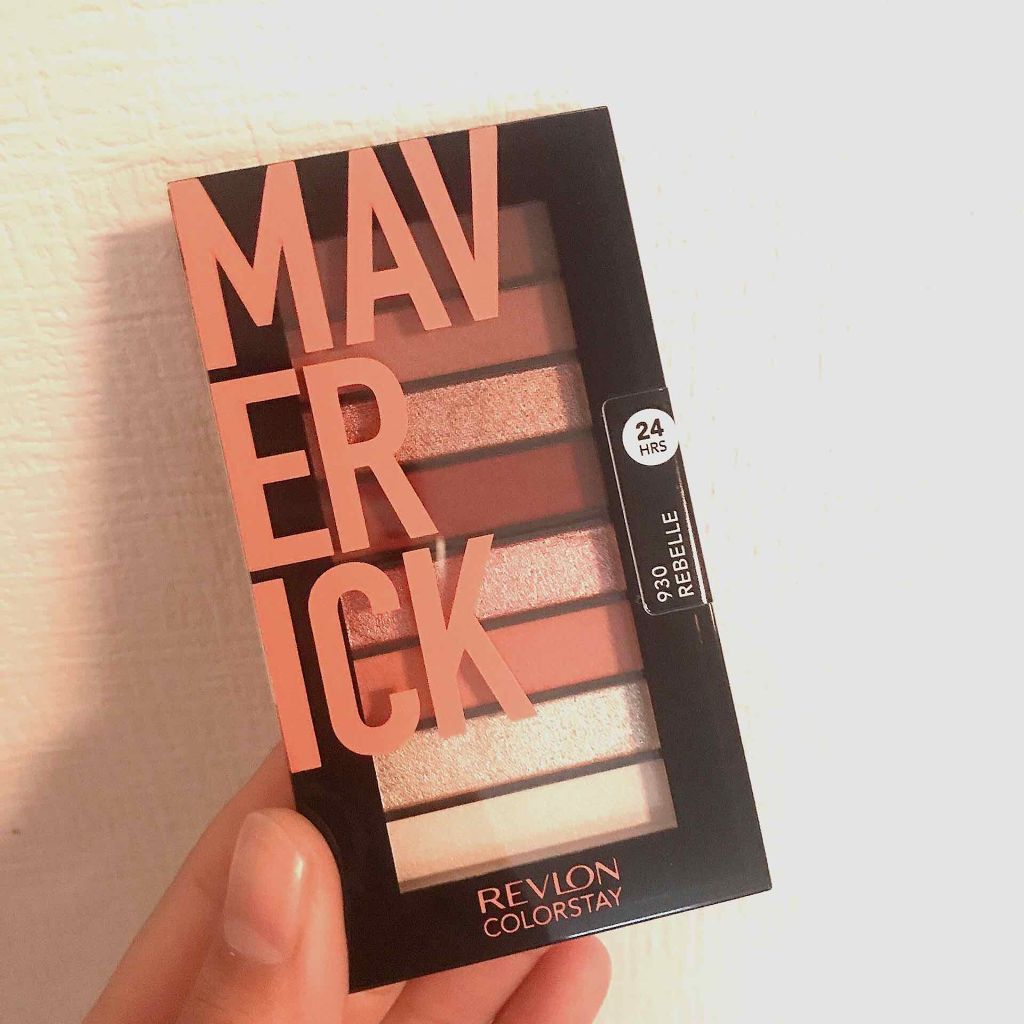 MAV
ER
ICK
24
HRS
930
REBELLE
REVLON
COLORSTAY